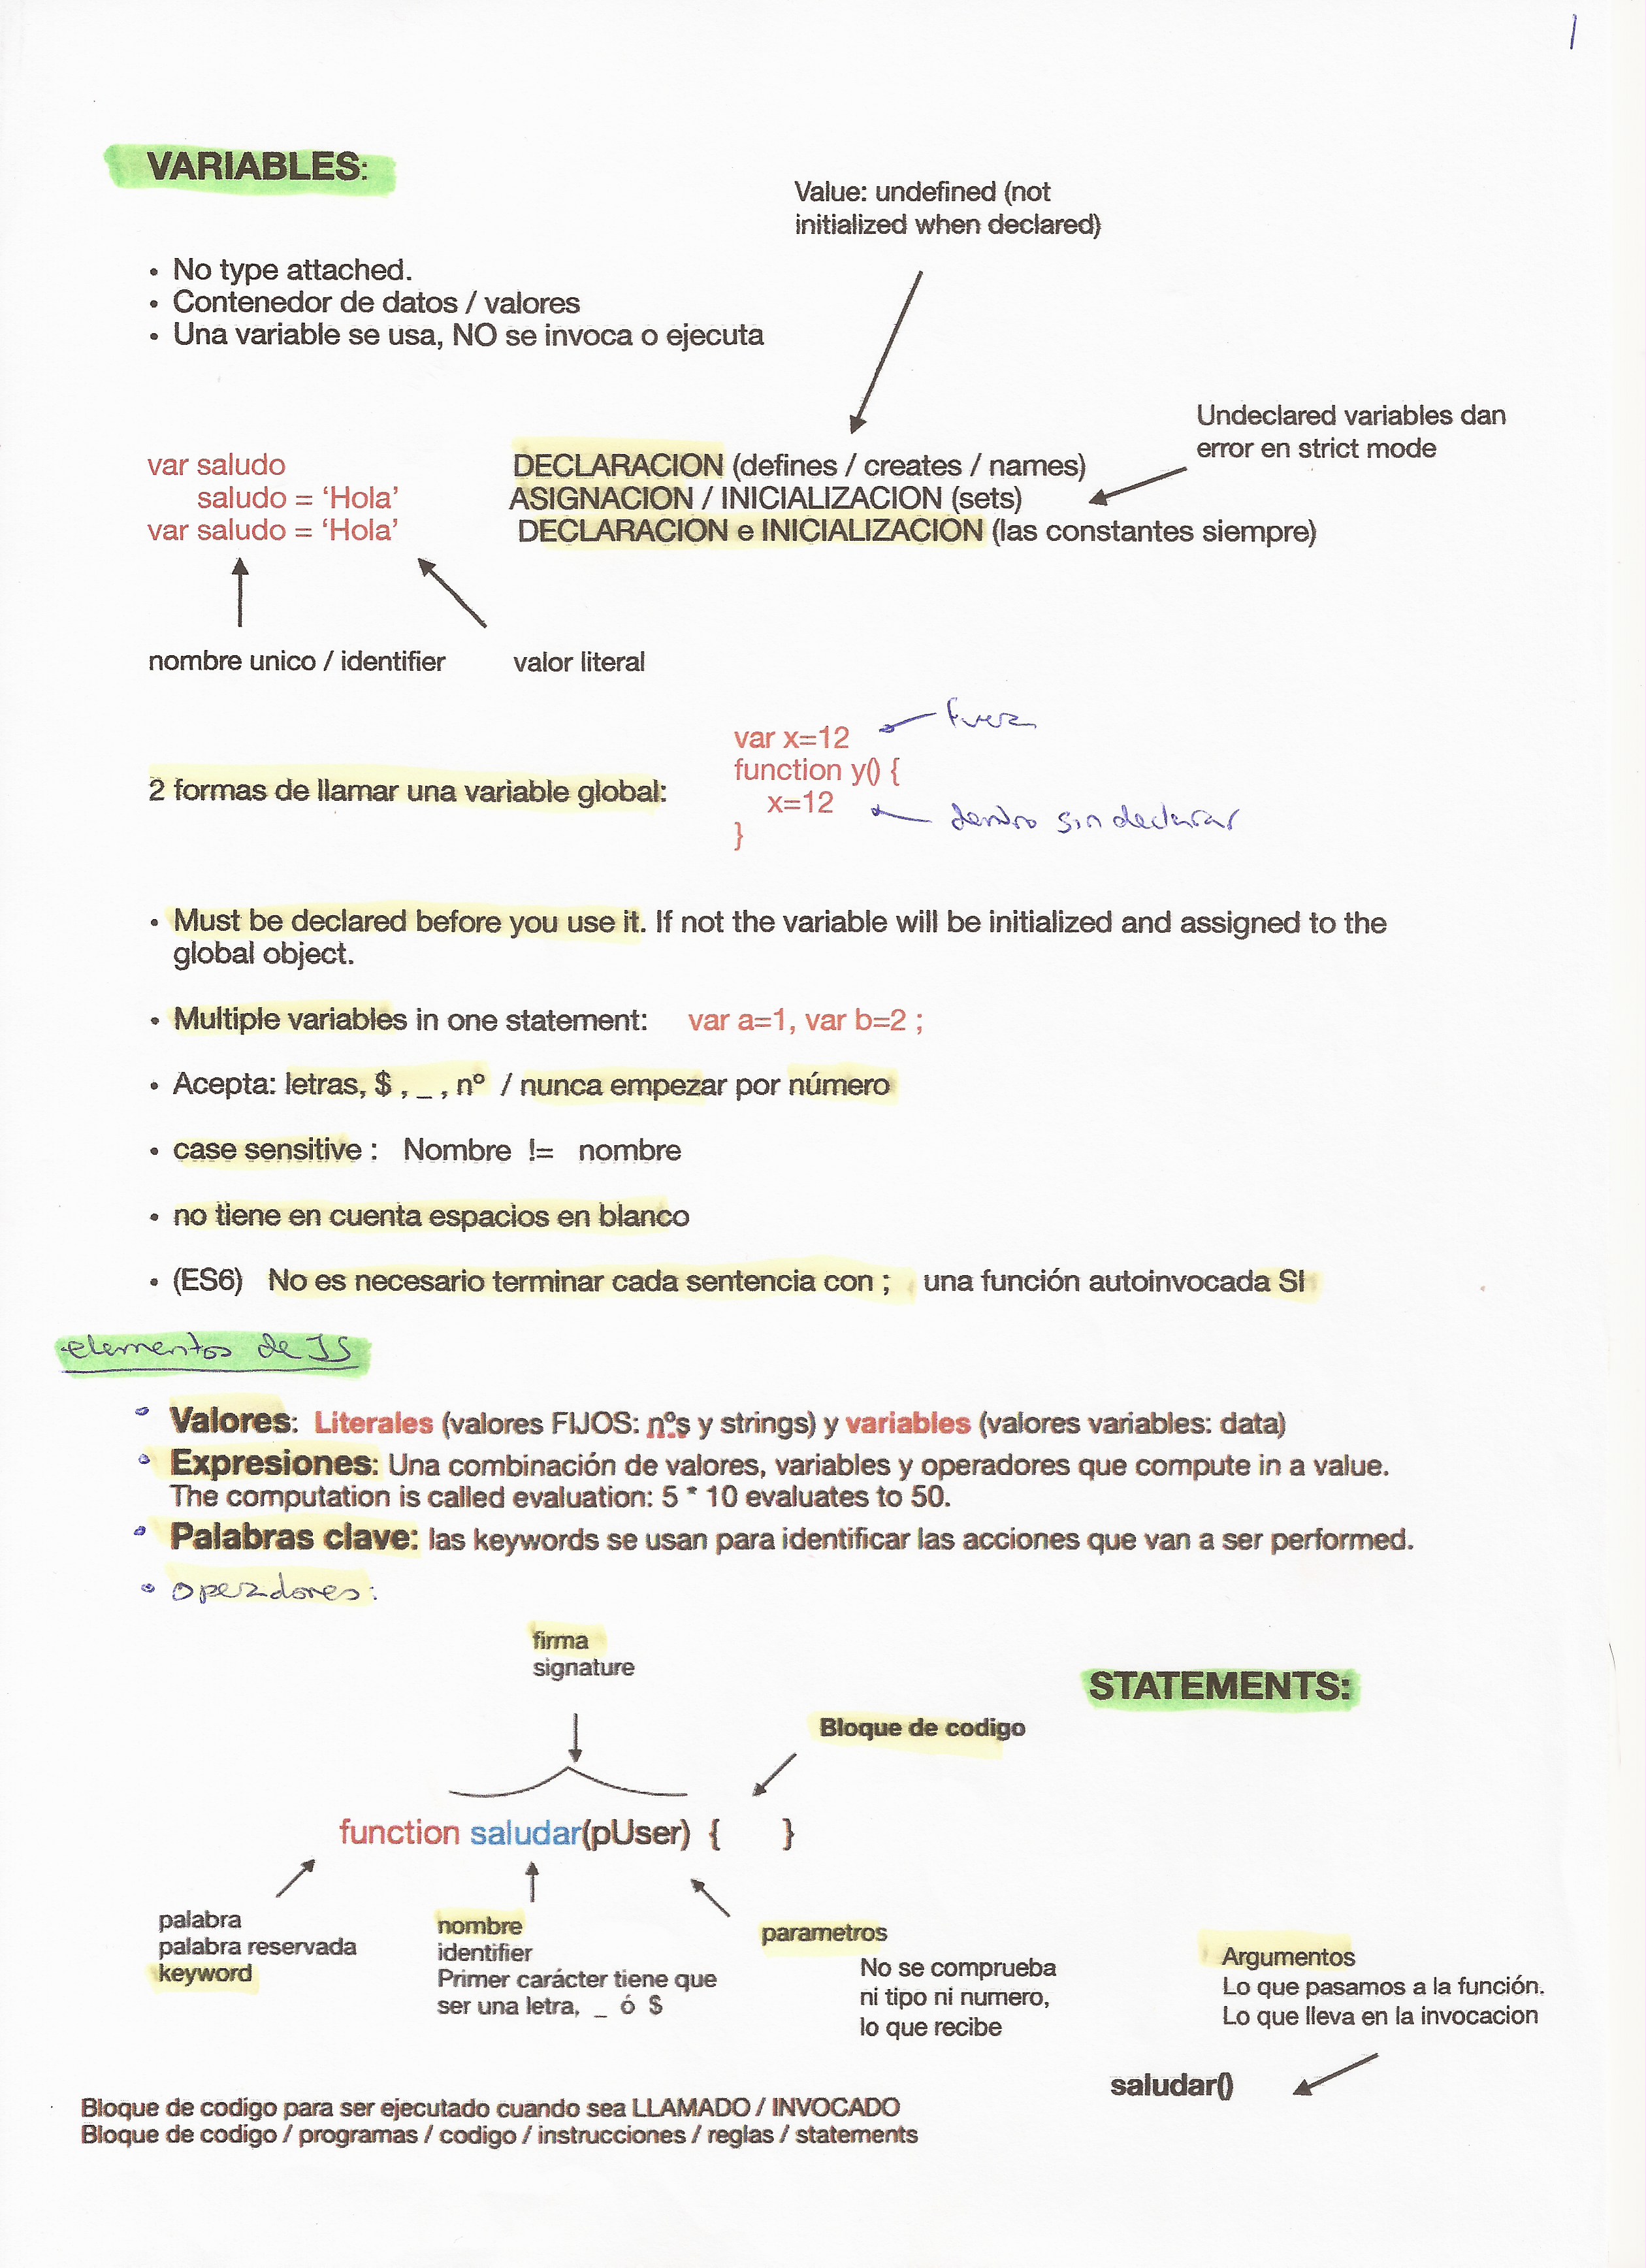 1
VARIABLES:
Value: undefined (not
initialized when declared)
• No type attached.
• Contenedor de datos / valores
• Una variable se usa, NO se invoca o ejecuta
Undeclared variables dan
error en strict mode
var saludo DECLARACION (defines / creates / names)
saludo = ‘Hola’ ASIGNACION / INICIALIZACION (sets)
var saludo = ‘Hola’ DECLARACION e INICIALIZACION (las constantes siempre)
nombre unico / identifier valor literal
fuera
var x=12
function y() {
2 formas de llamar una variable global:
x=12
dentro sin declarar
}
• Must be declared before you use it. If not the variable will be initialized and assigned to the
global object.
• Multiple variables in one statement: var a=1, var b=2 ;
• Acepta: letras, $ , _ , nº / nunca empezar por número
• case sensitive : Nombre != nombre
• no tiene en cuenta espacios en blanco
• (ES6) No es necesario terminar cada sentencia con ; una función autoinvocada SI
elementos de JS
• Valores: Literales (valores FIJOS: nºs y strings) y variables (valores variables: data)
• Expresiones: Una combinación de valores, variables y operadores que compute in a value.
The computation is called evaluation: 5 * 10 evaluates to 50.
• Palabras clave: las keywords se usan para identificar las acciones que van a ser performed.
• operadores:
firma
signature
STATEMENTS:
Bloque de codigo
function saludar(pUser) { }
palabra
palabra reservada
keyword
nombre
identifier
Primer carácter tiene que
ser una letra, _ ó $
parametros
No se comprueba
ni tipo ni numero,
lo que recibe
Argumentos
Lo que pasamos a la función.
Lo que lleva en la invocacion
saludar()
Bloque de codigo para ser ejecutado cuando sea LLAMADO / INVOCADO
Bloque de codigo / programas / codigo / instrucciones / reglas / statements